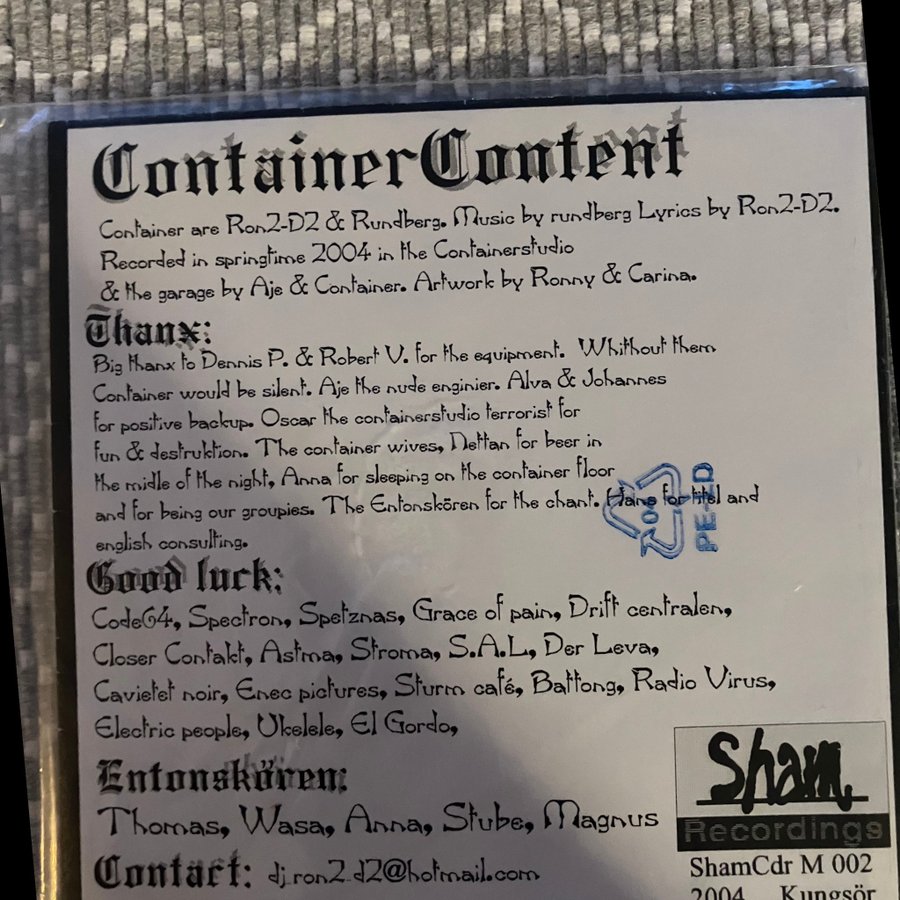 ContainerContent
Container are Ron2-D2 & Rundberg. Music by rundberg Lyrics by Ron2-D2.
Recorded in springtime 2004 in the Containerstudio
& the garage by Aje & Container. Artwork by Ronny & Carina.
Thanx:
Big thanx to Dennis P. & Robert V. for the equipment. Whithout them
Container would be silent. Aje the nude enginier. Alva & Johannes
for positive backup. Oscar the containerstudio terrorist for
fun & destruktion. The container wives, Nettan for beer in
the midle of the night, Anna for sleeping on the container floor
and for being our groupies. The Entonskören for the chant. Hana for titel and
english consulting.
04
PE-LD
Good luck:
Code64, Spectron, Spetznas, Grace of pain, Drift centralen,
Closer Contakt, Astma, Stroma, S.A.L, Der Leva,
Cavietet noir, Enec pictures, Sturm café, Battong, Radio Virus,
Electric people, Ukelele, El Gordo,
Entonskören:
Thomas, Wasa, Anna, Stube, Magnus
Contact: dj_ron2_d2@hotmail.com
Sham
Recordings
ShamCdr M 002
2004 Kungsör